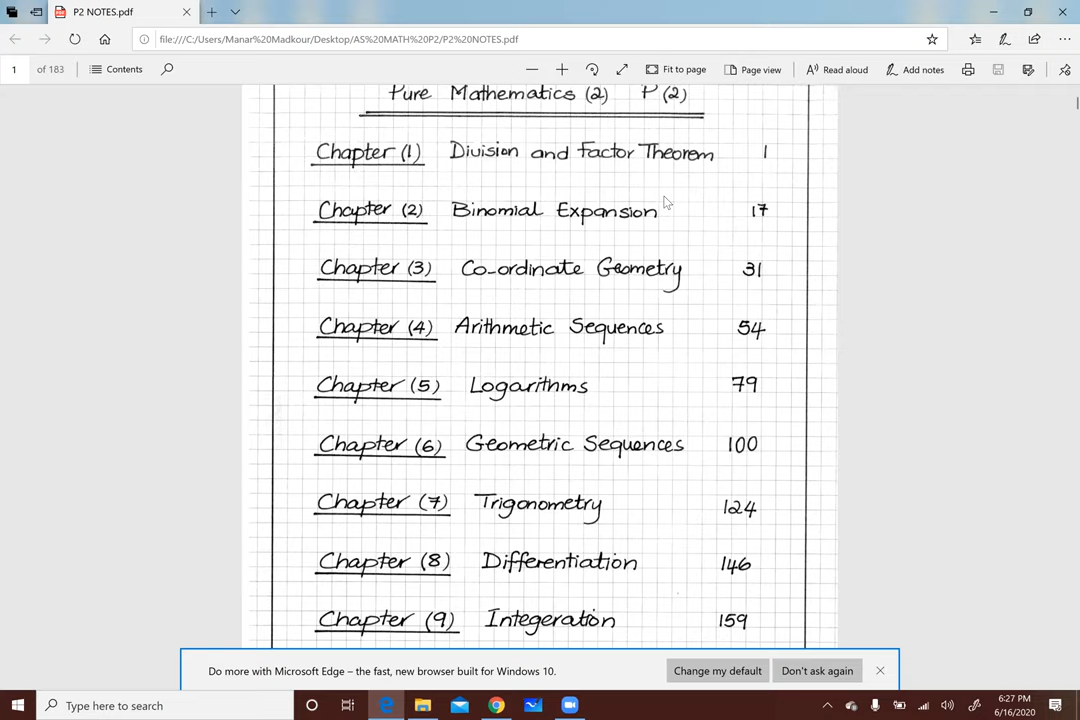 P2 NOTES.pdf
file:///C:/Users/Manar%20Madkour/Desktop/AS%20MATH%20P2/P2%20NOTES.pdf
1 of 183 Contents Fit to page Page view Read aloud Add notes
Pure Mathematics (2) P(2)
Chapter (1) Division and Factor Theorem 1
Chapter (2) Binomial Expansion 17
Chapter (3) Co-ordinate Geometry 31
Chapter (4) Arithmetic Sequences 54
Chapter (5) Logarithms 79
Chapter (6) Geometric Sequences 100
Chapter (7) Trigonometry 124
Chapter (8) Differentiation 146
Chapter (9) Integeration 159
Do more with Microsoft Edge – the fast, new browser built for Windows 10. Change my default Don't ask again
Type here to search
6:27 PM
6/16/2020